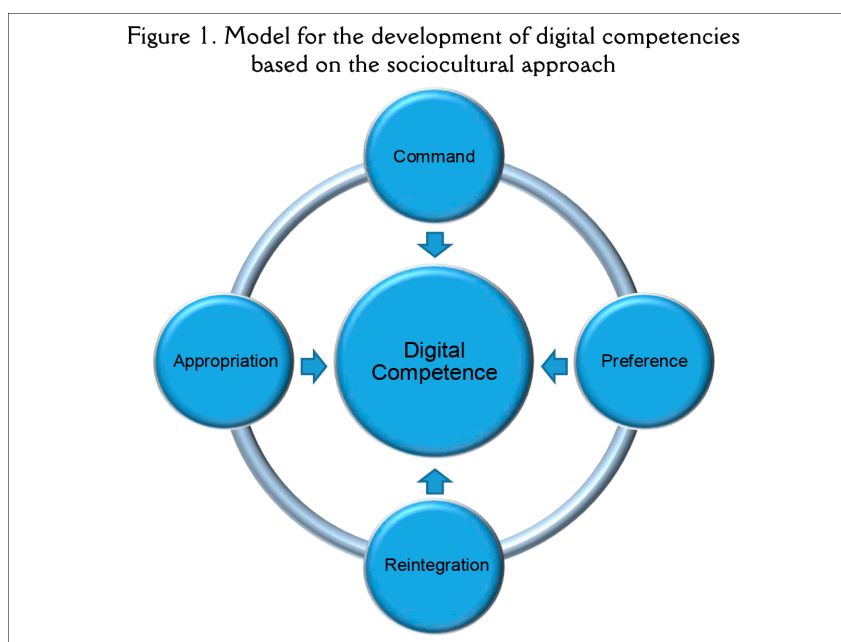 Figure 1. Model for the development of digital competencies
based on the sociocultural approach
Command
Appropriation
Digital
Competence
Preference
Reintegration